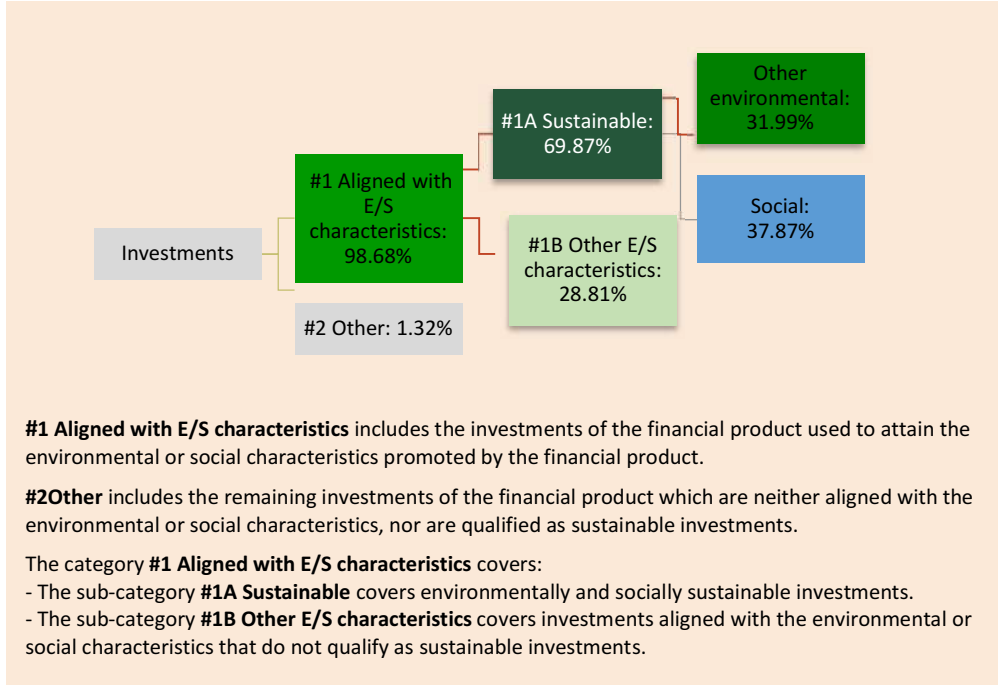 Investments
#1 Aligned with
E/S
characteristics:
98.68%
#2 Other: 1.32%
#1A Sustainable:
69.87%
#1B Other E/S
characteristics:
28.81%
Other
environmental:
31.99%
Social:
37.87%
#1 Aligned with E/S characteristics includes the investments of the financial product used to attain the
environmental or social characteristics promoted by the financial product.
#2Other includes the remaining investments of the financial product which are neither aligned with the
environmental or social characteristics, nor are qualified as sustainable investments.
The category #1 Aligned with E/S characteristics covers:
- The sub-category #1A Sustainable covers environmentally and socially sustainable investments.
- The sub-category #1B Other E/S characteristics covers investments aligned with the environmental or
social characteristics that do not qualify as sustainable investments.